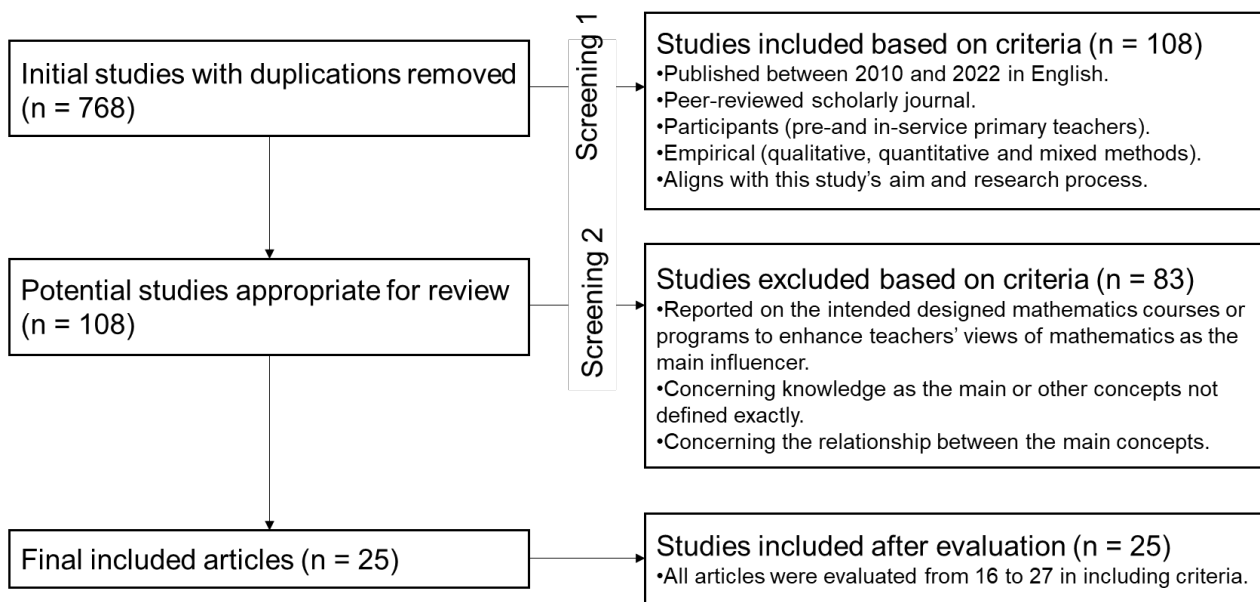 Initial studies with duplications removed
(n = 768)
Screening 1
Studies included based on criteria (n = 108)
•Published between 2010 and 2022 in English.
•Peer-reviewed scholarly journal.
•Participants (pre-and in-service primary teachers).
•Empirical (qualitative, quantitative and mixed methods).
•Aligns with this study’s aim and research process.
Potential studies appropriate for review
(n = 108)
Screening 2
Studies excluded based on criteria (n = 83)
•Reported on the intended designed mathematics courses or
programs to enhance teachers’ views of mathematics as the
main influencer.
•Concerning knowledge as the main or other concepts not
defined exactly.
•Concerning the relationship between the main concepts.
Final included articles (n = 25)
Studies included after evaluation (n = 25)
•All articles were evaluated from 16 to 27 in including criteria.